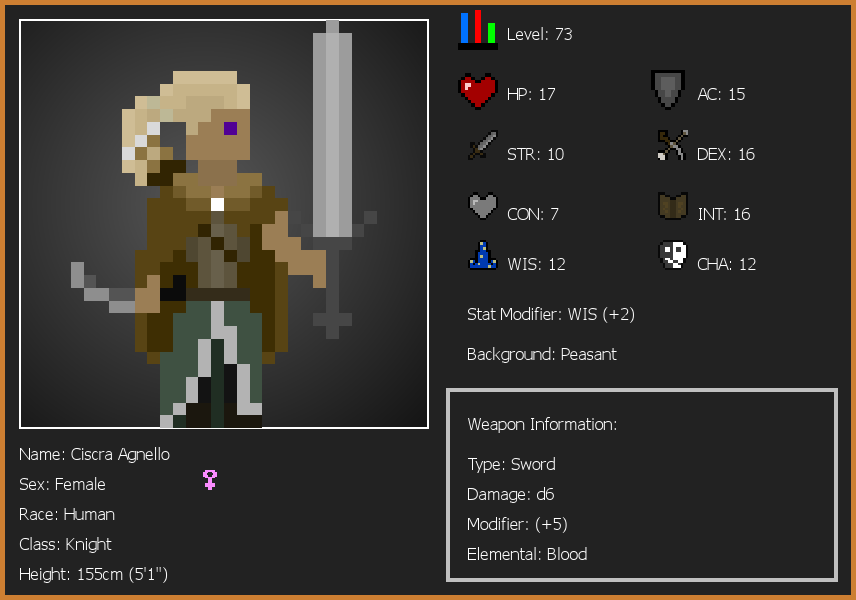 Level: 73
HP: 17
AC: 15
STR: 10
DEX: 16
CON: 7
INT: 16
WIS: 12
CHA: 12
Stat Modifier: WIS (+2)
Background: Peasant
Weapon Information:
Type: Sword
Damage: d6
Modifier: (+5)
Elemental: Blood
Name: Ciscra Agnello
Sex: Female
Race: Human
Class: Knight
Height: 155cm (5'1")